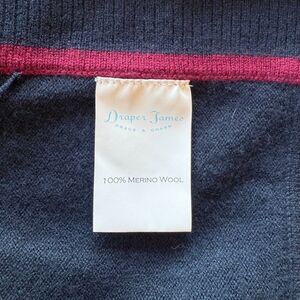 Draper James
GRACE & CHARM
100% MERINO WOOL